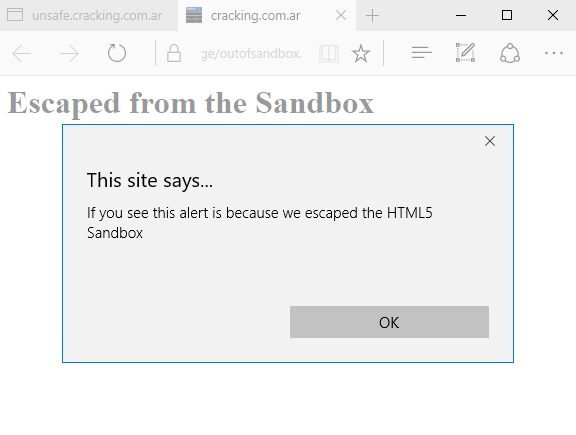 unsafe.cracking.com.ar
cracking.com.ar
ge/outofsandbox.
Escaped from the Sandbox
This site says...
If you see this alert is because we escaped the HTML5
Sandbox
OK